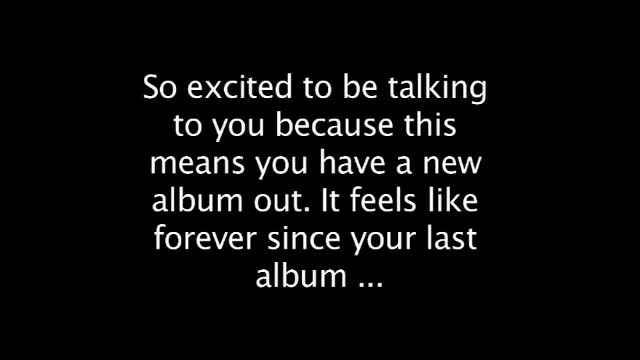 So excited to be talking
to you because this
means you have a new
album out. It feels like
forever since your last
album ...